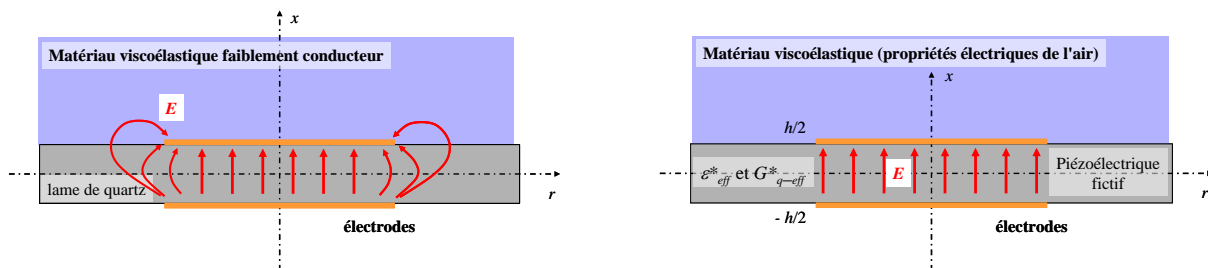 x
Matériau viscoélastique faiblement conducteur
E
lame de quartz
r
électrodes
Matériau viscoélastique (propriétés électriques de l'air)
x
h/2
ε*eff et G*q−eff
E
Piézoélectrique
fictif
r
- h/2
électrodes